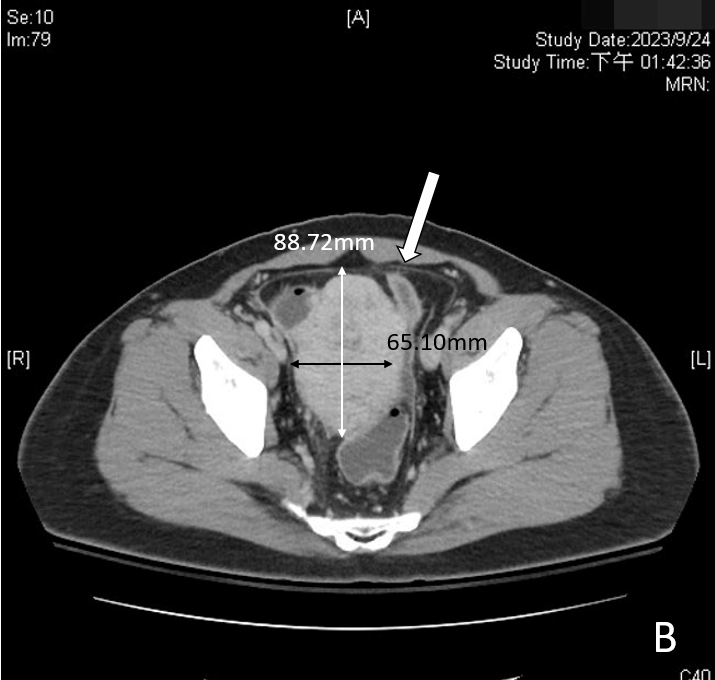 Se:10
Im:79
[A]
Study Date:2023/9/24
Study Time:下午 01:42:36
MRN:
88.72mm
65.10mm
[R]
[L]
B
C40